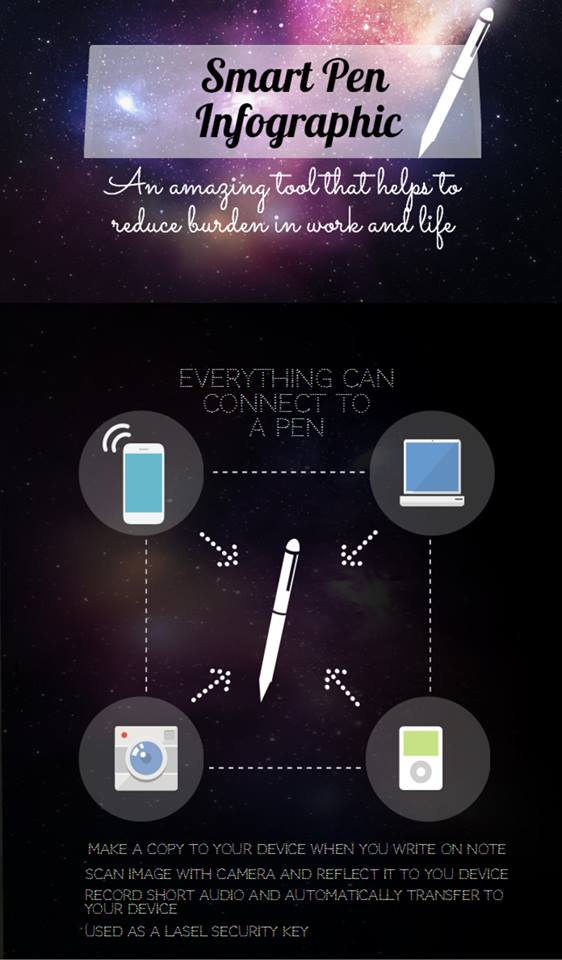 Smart Pen
Infographic
An amazing tool that helps to
reduce burden in work and life
EVERYTHING CAN
CONNECT TO
A PEN
MAKE A COPY TO YOUR DEVICE WHEN YOU WRITE ON NOTE
SCAN IMAGE WITH CAMERA AND REFLECT IT TO YOU DEVICE
RECORD SHORT AUDIO AND AUTOMATICALLY TRANSFER TO
YOUR DEVICE
USED AS A LASEL SECURITY KEY